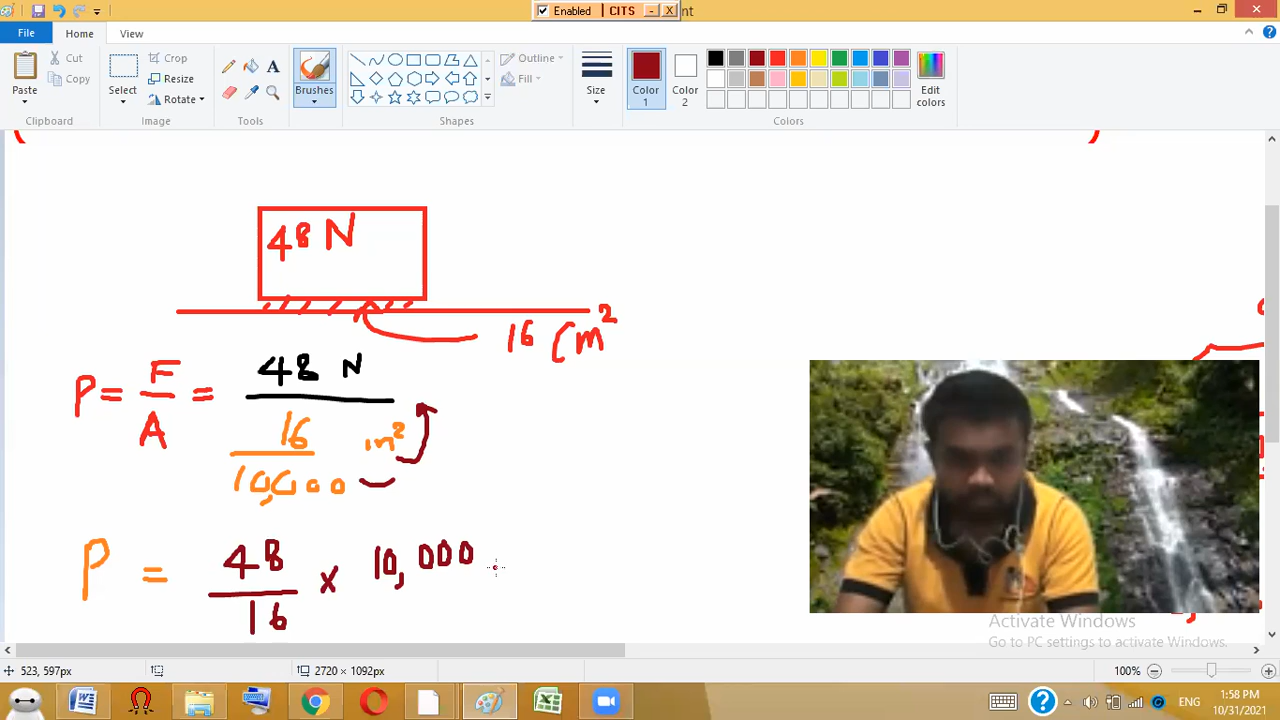 Enabled | CITS - X nt
File Home View
Paste
Cut
Copy
Clipboard
Select
Crop
Resize
Rotate
Image
A
Tools
Brushes
Outline
Fill
Shapes
Size
Color 1
Color 2
Edit colors
Colors
48 N
16 Cm²
P = F/A = 48 N
16 m²
10,000
P = 48/16 × 10,000
Activate Windows
Go to PC settings to activate Windows.
523, 597px
2720 × 1092px
100%
ENG
1:58 PM
10/31/2021